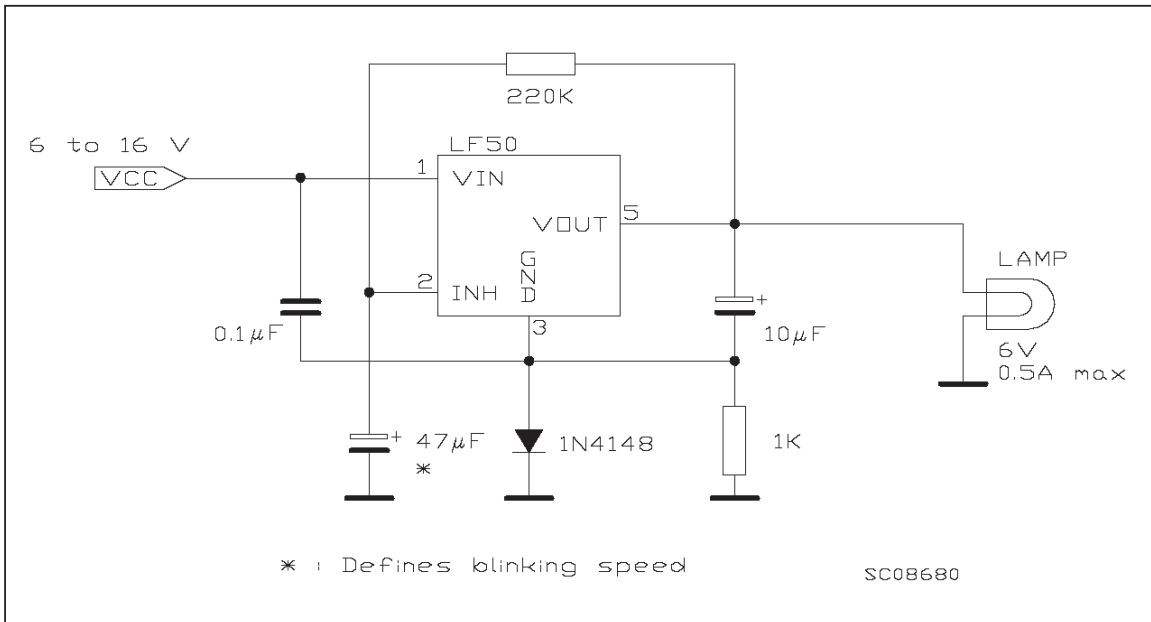 220K
6 to 16 V
LF50
VCC
1
VIN
VOUT
5
GND
2
INH
3
LAMP
0.1μF
10μF
6V
0.5A max
47μF
*
1N4148
1K
* : Defines blinking speed
SC08680